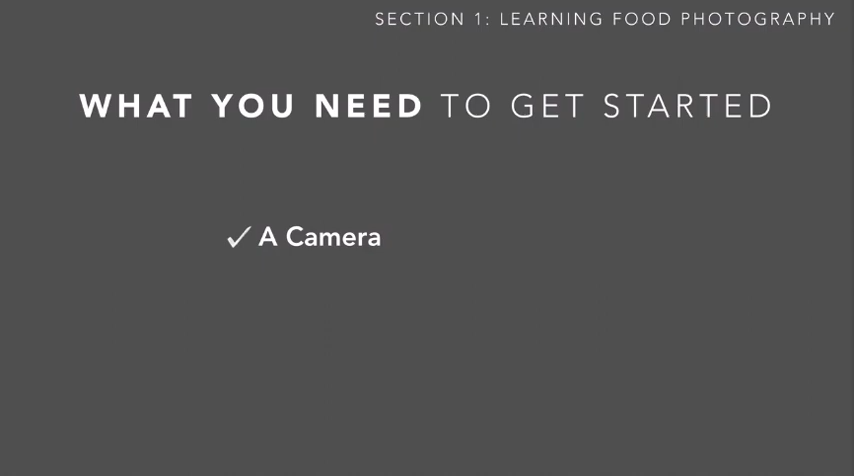 SECTION 1: LEARNING FOOD PHOTOGRAPHY
WHAT YOU NEED TO GET STARTED
✓ A Camera